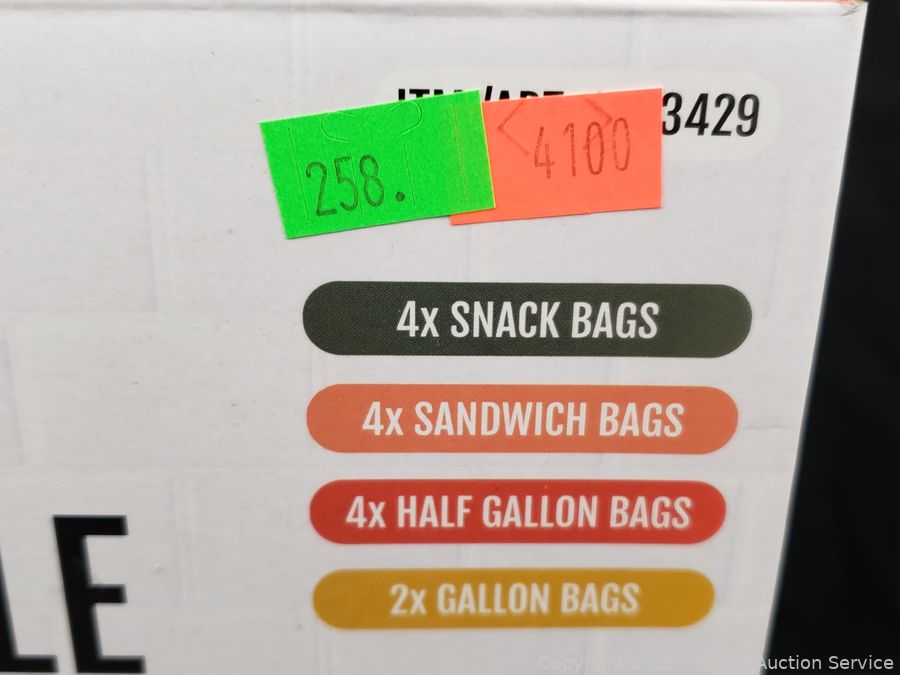 3429
258.
4100
4x SNACK BAGS
4x SANDWICH BAGS
4x HALF GALLON BAGS
2x GALLON BAGS
LE
Copyright 2025 Auction Service